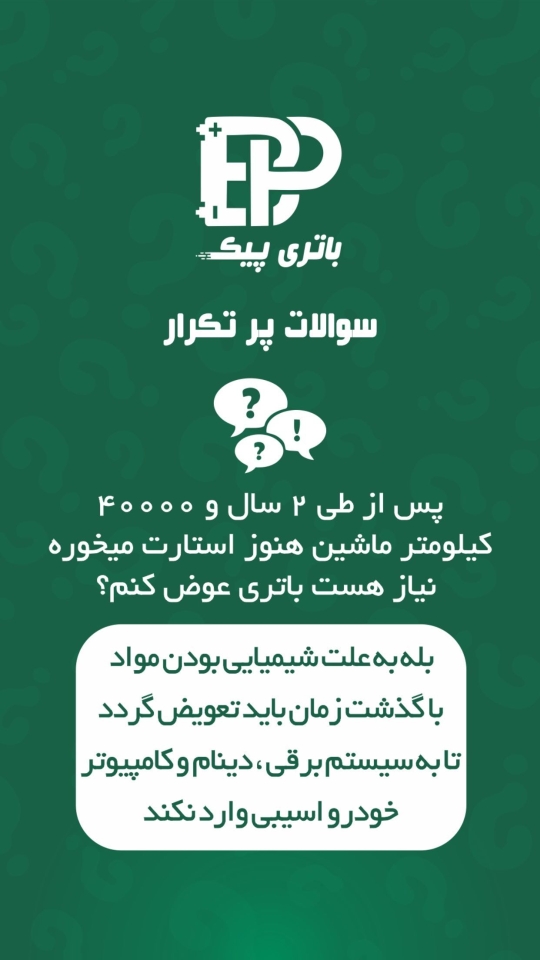 باتری پیک
سوالات پر تکرار
? ! ?
پس از طی ۲ سال و ۴۰۰۰۰
کیلومتر ماشین هنوز استارت میخوره
نیاز هست باتری عوض کنم؟
بله به علت شیمیایی بودن مواد
با گذشت زمان باید تعویض گردد
تا به سیستم برقی، دینام و کامپیوتر
خودرو اسیبی وارد نکند